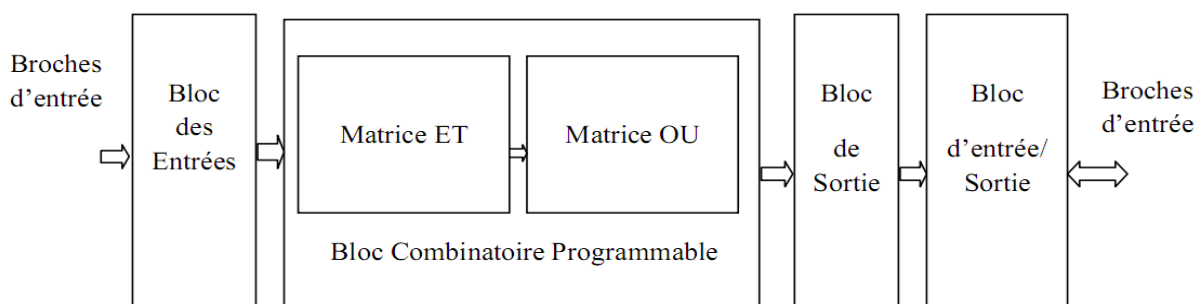 Broches
d'entrée
Bloc
des
Entrées
Matrice ET
Matrice OU
Bloc Combinatoire Programmable
Bloc
de
Sortie
Bloc
d'entrée/
Sortie
Broches
d'entrée